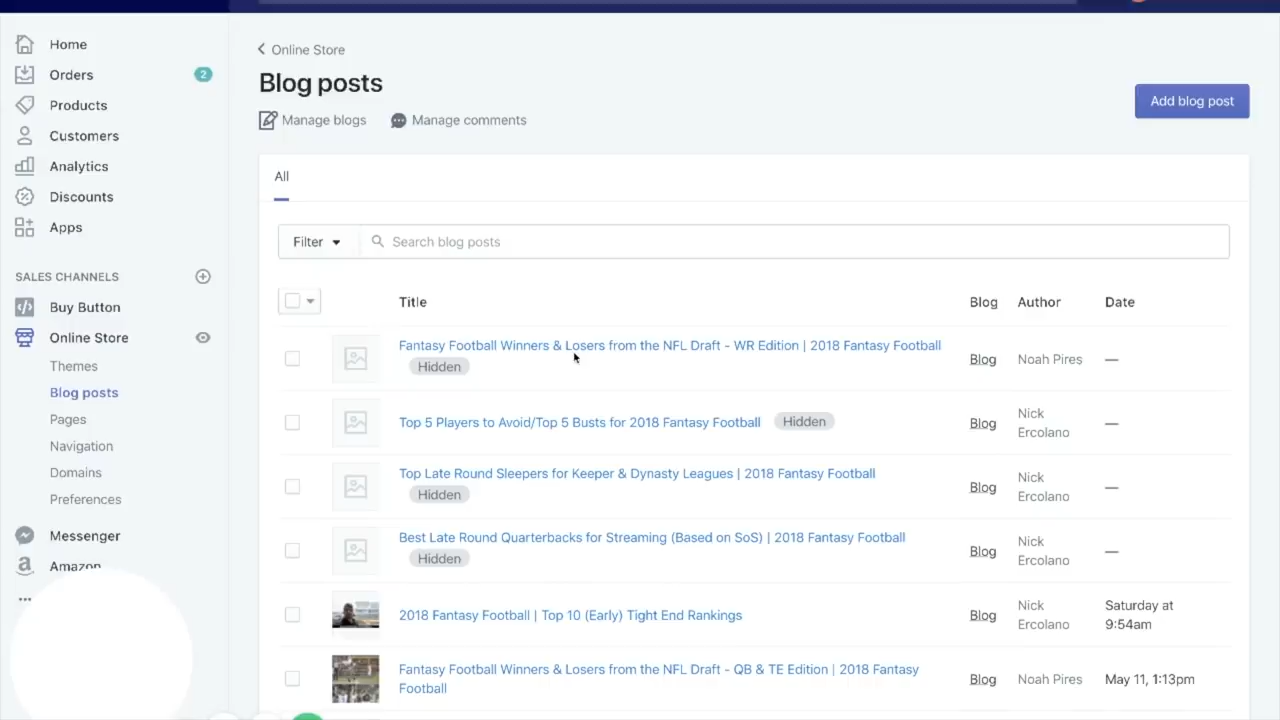 Home
Orders
2
Products
Customers
Analytics
Discounts
Apps
SALES CHANNELS
Buy Button
Online Store
Themes
Blog posts
Pages
Navigation
Domains
Preferences
Messenger
Amazon
Online Store
Blog posts
Manage blogs
Manage comments
Add blog post
All
Filter
Search blog posts
Title
Blog
Author
Date
Fantasy Football Winners & Losers from the NFL Draft - WR Edition | 2018 Fantasy Football
Hidden
Blog
Noah Pires
—
Top 5 Players to Avoid/Top 5 Busts for 2018 Fantasy Football
Hidden
Blog
Nick
Ercolano
—
Top Late Round Sleepers for Keeper & Dynasty Leagues | 2018 Fantasy Football
Hidden
Blog
Nick
Ercolano
—
Best Late Round Quarterbacks for Streaming (Based on SoS) | 2018 Fantasy Football
Hidden
Blog
Nick
Ercolano
—
2018 Fantasy Football | Top 10 (Early) Tight End Rankings
Blog
Nick
Ercolano
Saturday at
9:54am
Fantasy Football Winners & Losers from the NFL Draft - QB & TE Edition | 2018 Fantasy
Football
Blog
Noah Pires
May 11, 1:13pm